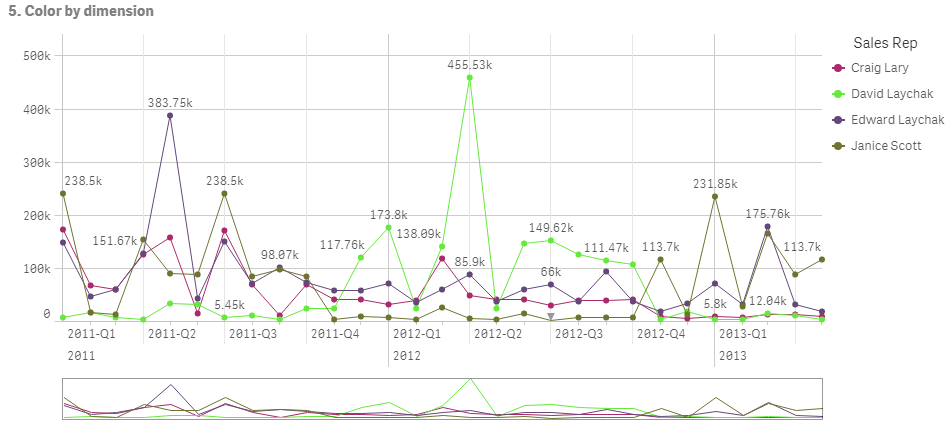 5. Color by dimension
Sales Rep
Craig Lary
David Laychak
Edward Laychak
Janice Scott
500k
400k
300k
200k
100k
0
238.5k
151.67k
383.75k
238.5k
5.45k
98.07k
117.76k
173.8k
138.09k
455.53k
85.9k
149.62k
66k
111.47k
113.7k
231.85k
5.8k
175.76k
12.04k
113.7k
2011-Q1 2011-Q2 2011-Q3 2011-Q4 2012-Q1 2012-Q2 2012-Q3 2012-Q4 2013-Q1
2011 2012 2013